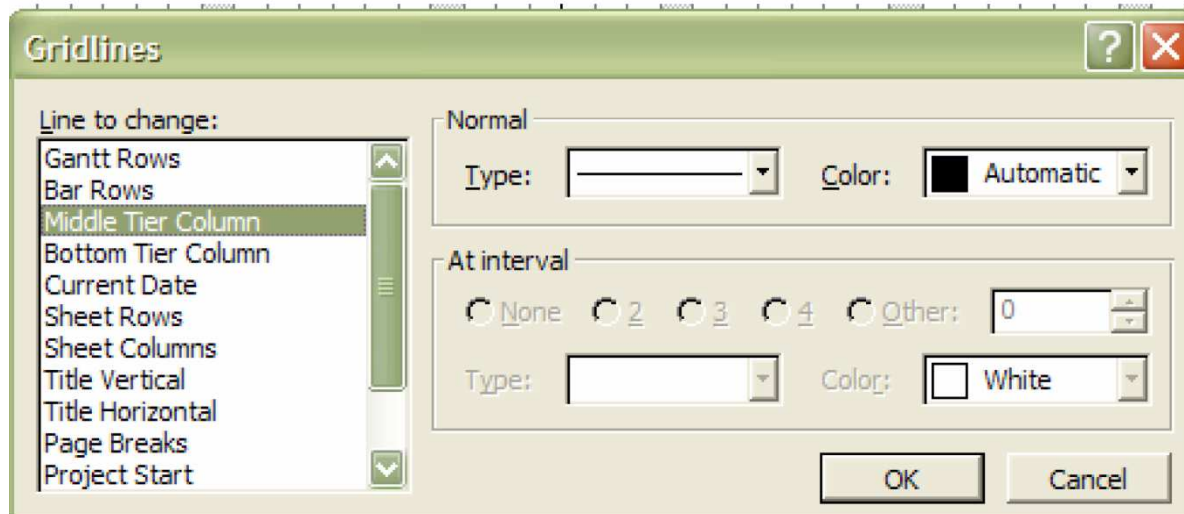 Gridlines
Line to change:
Gantt Rows
Bar Rows
Middle Tier Column
Bottom Tier Column
Current Date
Sheet Rows
Sheet Columns
Title Vertical
Title Horizontal
Page Breaks
Project Start
Normal
Type: Color: Automatic
At interval
None 2 3 4 Other: 0
Type: Color: White
OK Cancel